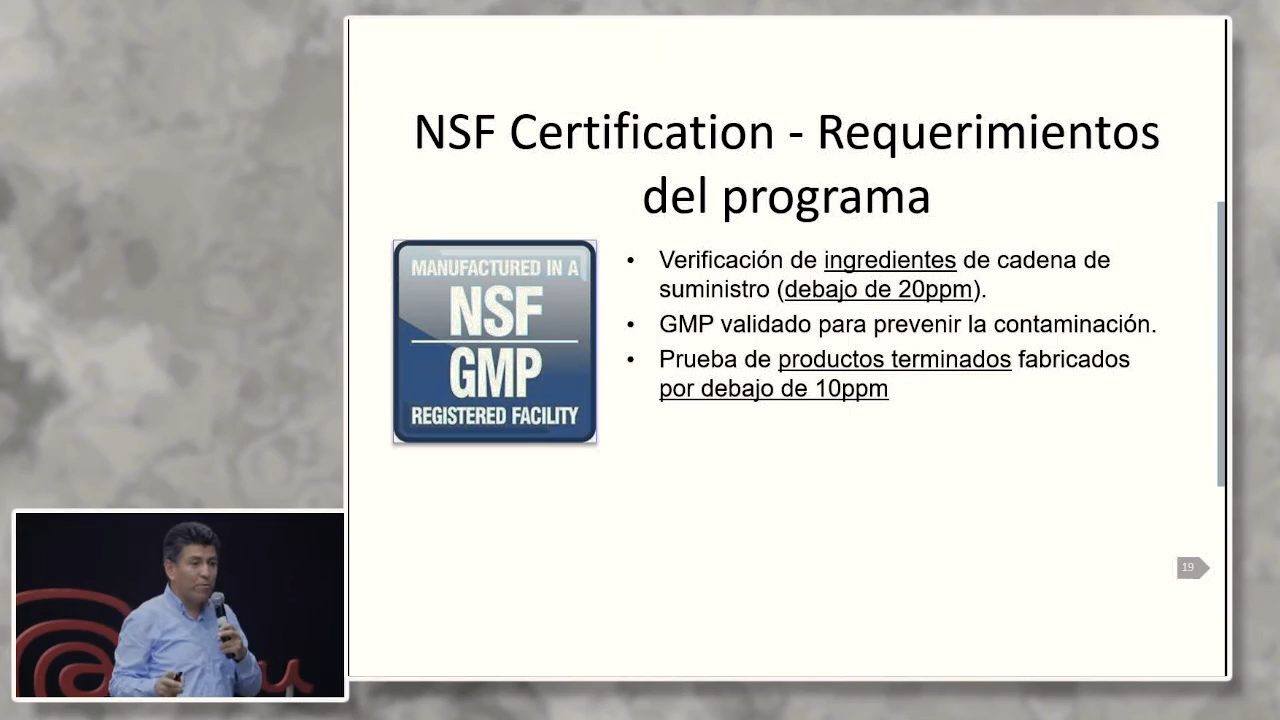 NSF Certification - Requerimientos
del programa
MANUFACTURED IN A
NSF
GMP
REGISTERED FACILITY
• Verificación de ingredientes de cadena de
suministro (debajo de 20ppm).
• GMP validado para prevenir la contaminación.
• Prueba de productos terminados fabricados
por debajo de 10ppm
19